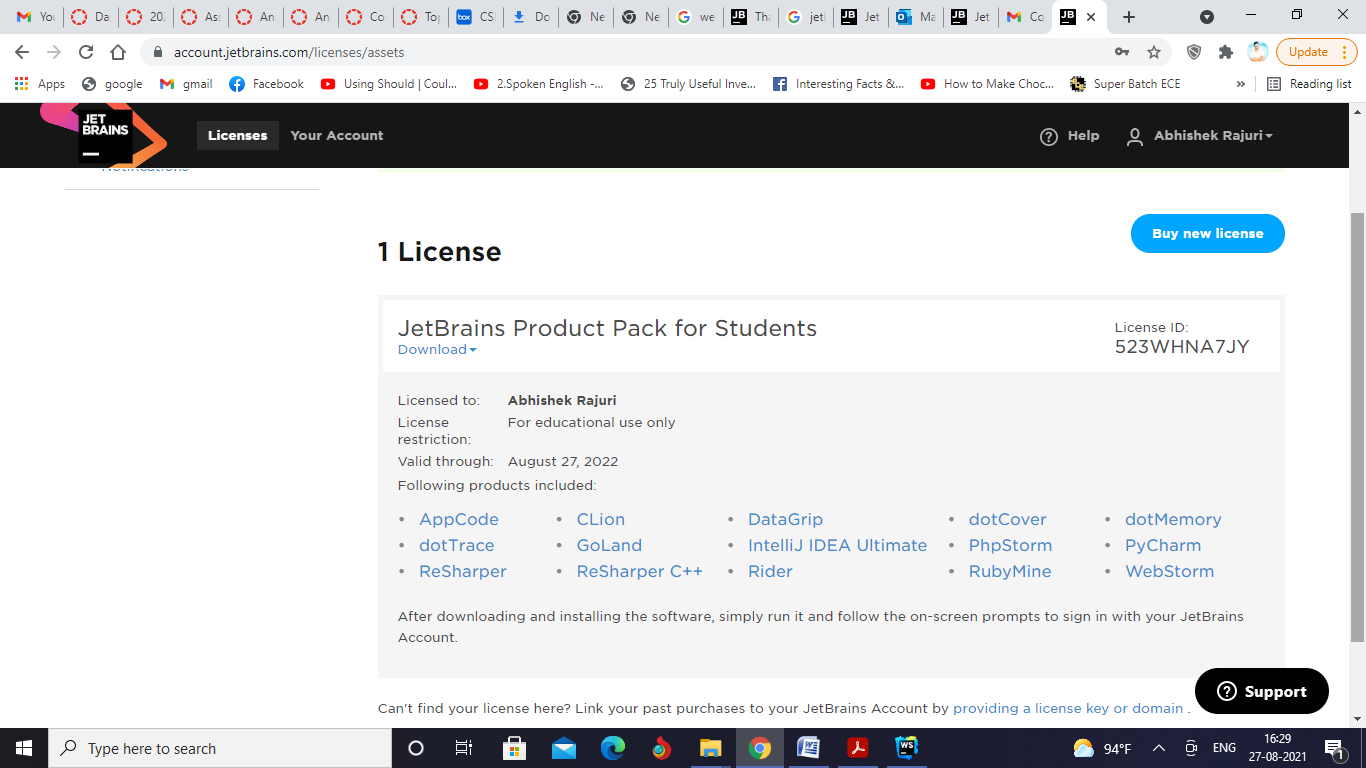 You
Da
20
Ass
An
An
Co
Top
CS
Do
Ne
Ne
we
Tha
jet
Jet
Ma
Jet
Co
account.jetbrains.com/licenses/assets
Update
Apps
google
gmail
Facebook
Using Should | Coul...
2.Spoken English -...
25 Truly Useful Inve...
Interesting Facts &...
How to Make Choc...
Super Batch ECE
»
Reading list
JET
BRAINS
Licenses
Your Account
Help
Abhishek Rajuri
Notifications
1 License
Buy new license
JetBrains Product Pack for Students
Download
License ID:
523WHNA7JY
Licensed to: Abhishek Rajuri
License
restriction:
For educational use only
Valid through: August 27, 2022
Following products included:
• AppCode • CLion • DataGrip • dotCover • dotMemory
• dotTrace • GoLand • IntelliJ IDEA Ultimate • PhpStorm • PyCharm
• ReSharper • ReSharper C++ • Rider • RubyMine • WebStorm
After downloading and installing the software, simply run it and follow the on-screen prompts to sign in with your JetBrains
Account.
Support
Can't find your license here? Link your past purchases to your JetBrains Account by providing a license key or domain .
Type here to search
94°F
ENG
16:29
27-08-2021
1